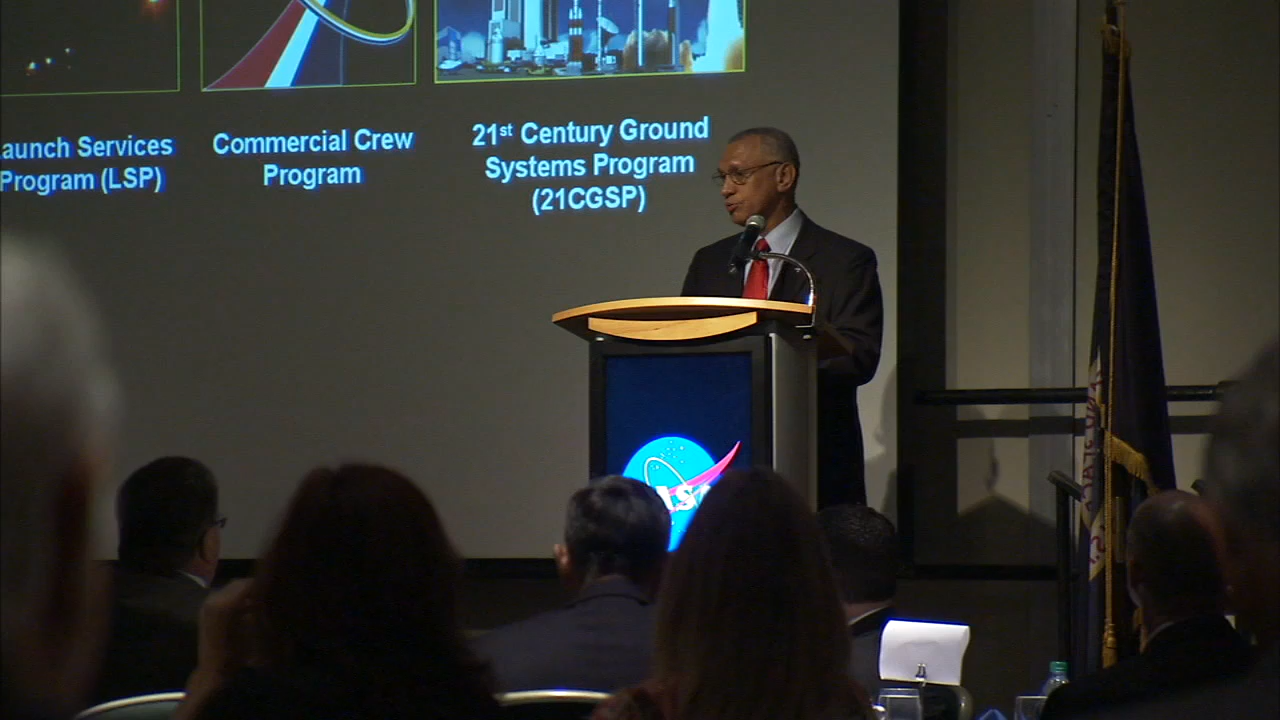 aunch Services
Program (LSP)
Commercial Crew
Program
21st Century Ground
Systems Program
(21CGSP)